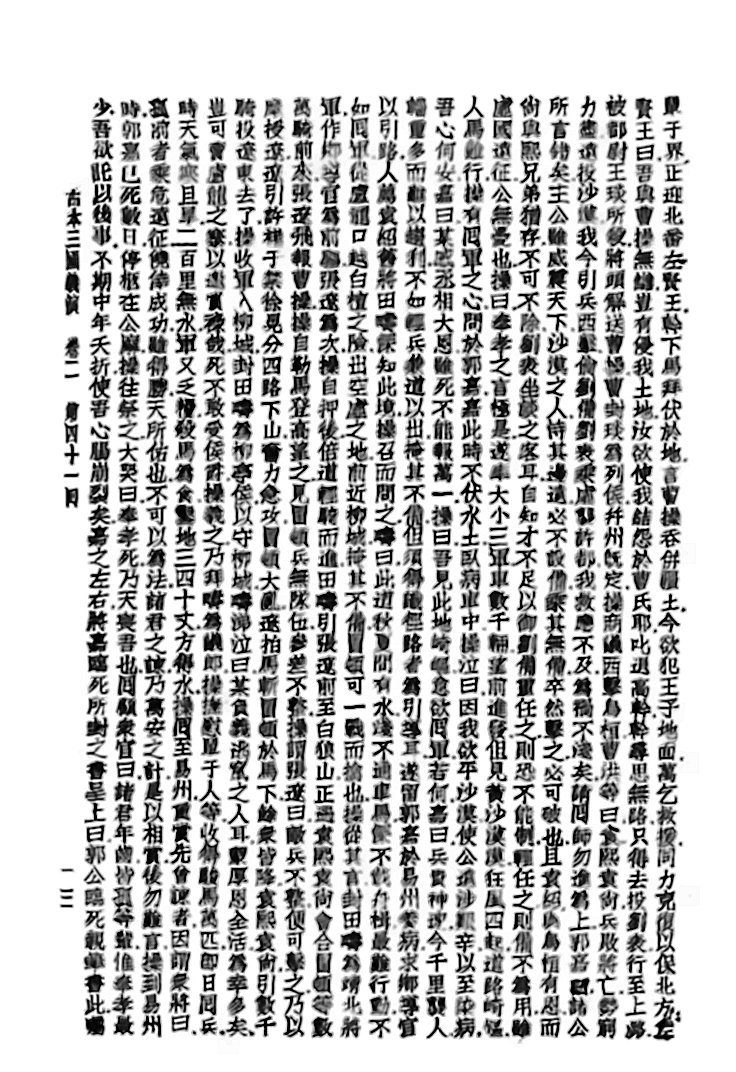 單于界正迎北番左賢王幹下馬拜伏於地言曹操吞併疆土今欲犯王子地面萬乞救援同力克復以保北方左
賢王曰吾與曹操無讎豈有侵我土地汝欲使我結怨於曹氏耶叱退高幹幹尋思無路只得去投劉表行至上潞
被都尉王琰所殺將頭解送曹操曹封琰為列侯幷州既定操商議西擊烏桓曹洪等曰袁熙袁尚兵敗將亡勢窮
力盡遠投沙漠我今引兵西擊倘劉備劉表乘虛襲許都我救應不及為禍不淺矣請回師勿進為上郭嘉曰諸公
所言錯矣主公雖威震天下沙漠之人恃其邊遠必不設備乘其無備卒然擊之必可破也且袁紹與烏桓有恩而
尚與熙兄弟猶存不可不除劉表坐談之客耳自知才不足以御劉備重任之則恐不能制輕任之則備不為用雖
虛國遠征公無憂也操曰奉孝之言極是遂率大小三軍車數千輛望前進發但見黃沙漠漠狂風四起道路崎嶇
人馬難行操有回軍之心問於郭嘉嘉此時不伏水土臥病車中操泣曰因我欲平沙漠使公遠涉艱辛以至染病
吾心何安嘉曰某感丞相大恩雖死不能報萬一操曰吾見此地崎嶇意欲回軍若何嘉曰兵貴神速今千里襲人
輜重多而難以趨利不如輕兵兼道以出掩其不備但須得識徑路者為引導耳遂留郭嘉於易州養病求鄉導官
以引路人薦袁紹舊將田疇深知此境操召而問之疇曰此道秋夏間有水淺不通車馬深不載舟楫最難行動不
如回軍從盧龍口越白檀之險出空虛之地前近柳城掩其不備冒頓可一戰而擒也操從其言封田疇為靖北將
軍作鄉導官為前驅張遼為次操自押後倍道輕騎而進田疇引張遼前至白狼山正遇袁熙袁尚會合冒頓等數
萬騎前來張遼飛報曹操操自勒馬登高望之見冒頓兵無隊伍參差不整操謂張遼曰敵兵不整便可擊之乃以
麾授遼遼引許褚于禁徐晃分四路下山奮力急攻冒頓大亂遼拍馬斬冒頓於馬下餘衆皆降袁熙袁尚引數千
騎投遼東去了操收軍入柳城封田疇為柳亭侯以守柳城疇涕泣曰某負義逃竄之人耳蒙厚恩全活為幸多矣
豈可賣盧龍之寨以邀賞祿哉死不敢受侯爵操義之乃拜疇為議郎操撫慰單于人等收得駿馬萬匹即日回兵
時天氣寒且旱二百里無水軍又乏糧殺馬為食鑿地三四十丈方得水操回至易州重賞先曾諫者因謂衆將曰
孤前者乘危遠征僥倖成功雖得勝天所佑也不可以為法諸君之諫乃萬安之計是以相賞後勿難言操到易州
時郭嘉已死數日停柩在公廨操往祭之大哭曰奉孝死乃天喪吾也回顧衆官曰諸君年齒皆孤等輩惟奉孝最
少吾欲託以後事不期中年夭折使吾心腸崩裂矣嘉之左右將嘉臨死所封之書呈上曰郭公臨死親筆書此囑
古本三國義演 卷二 第四十一回
一二三